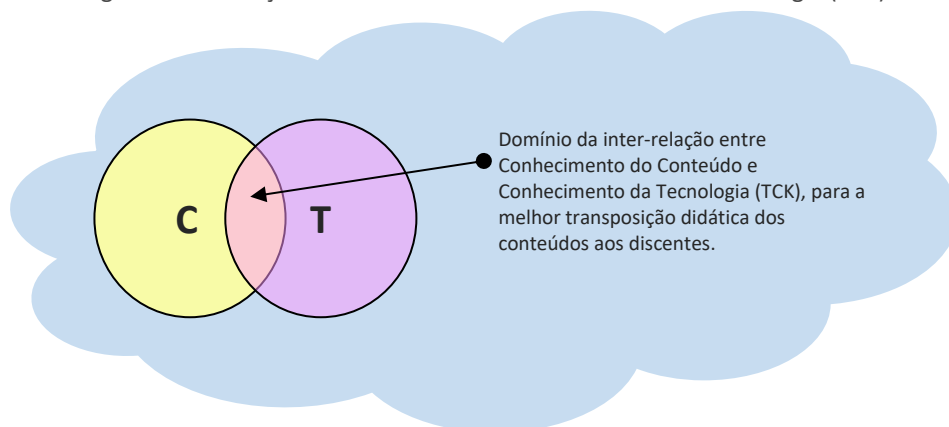 C
T
Domínio da inter-relação entre
Conhecimento do Conteúdo e
Conhecimento da Tecnologia (TCK), para a
melhor transposição didática dos
conteúdos aos discentes.